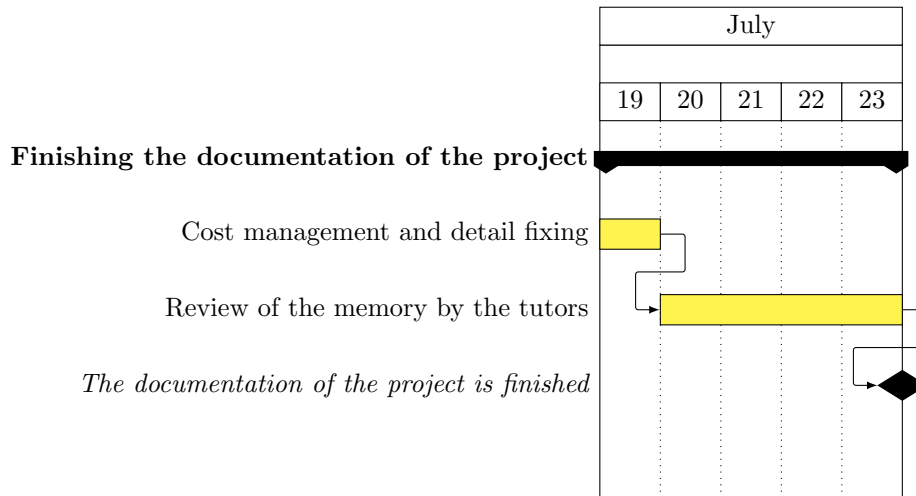 July
19 20 21 22 23
Finishing the documentation of the project
Cost management and detail fixing
Review of the memory by the tutors
The documentation of the project is finished